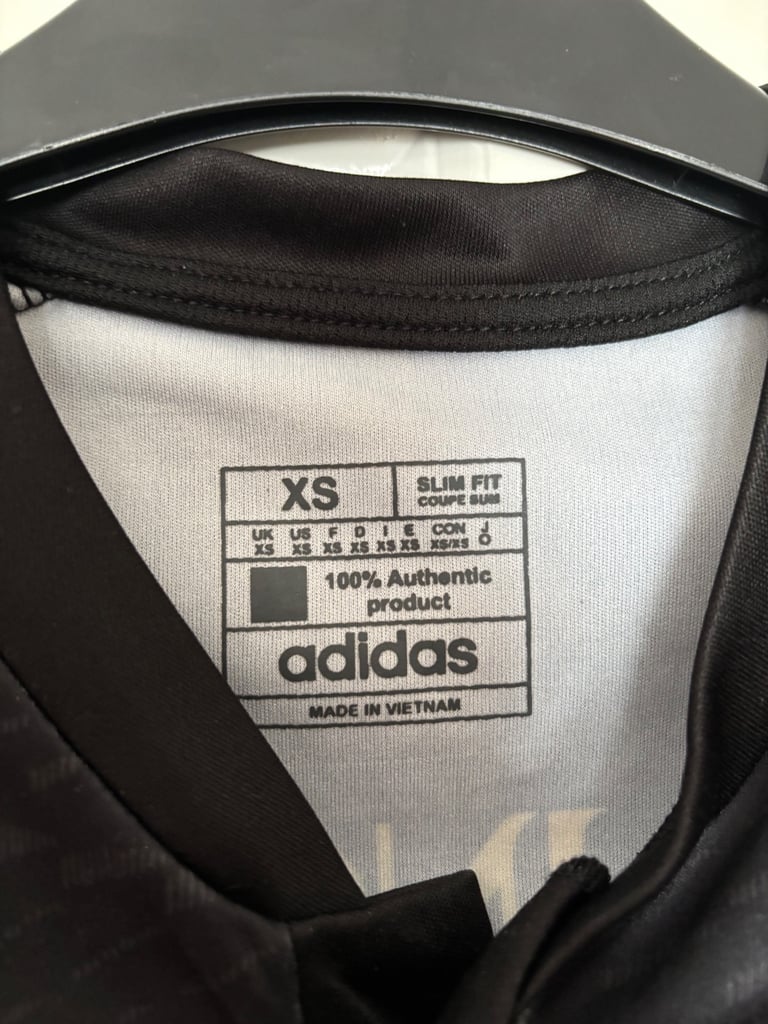 XS
SLIM FIT
COUPE SLIM
UK US F D I E CON J
XS XS XS XS XS XS XS/XS O
100% Authentic
product
adidas
MADE IN VIETNAM